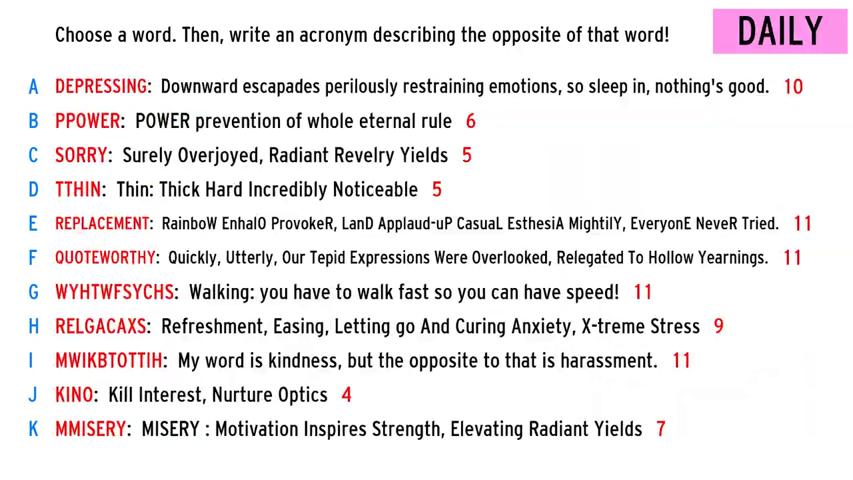 Choose a word. Then, write an acronym describing the opposite of that word!
DAILY
A DEPRESSING: Downward escapades perilously restraining emotions, so sleep in, nothing's good. 10
B PPOWER: POWER prevention of whole eternal rule 6
C SORRY: Surely Overjoyed, Radiant Revelry Yields 5
D TTHIN: Thin: Thick Hard Incredibly Noticeable 5
E REPLACEMENT: RainboW EnhalO ProvokeR, LanD Applaud-uP CasuaL EsthesiA MightilY, EveryonE NeveR Tried. 11
F QUOTEWORTHY: Quickly, Utterly, Our Tepid Expressions Were Overlooked, Relegated To Hollow Yearnings. 11
G WYHTWFSYCHS: Walking: you have to walk fast so you can have speed! 11
H RELGACAXS: Refreshment, Easing, Letting go And Curing Anxiety, X-treme Stress 9
I MWIKBTOTTIH: My word is kindness, but the opposite to that is harassment. 11
J KINO: Kill Interest, Nurture Optics 4
K MMISERY: MISERY : Motivation Inspires Strength, Elevating Radiant Yields 7